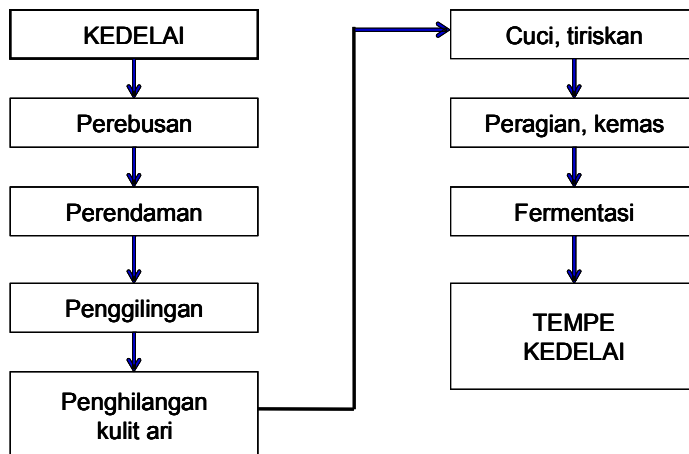 KEDELAI
Perebusan
Perendaman
Penggilingan
Penghilangan
kulit ari
Cuci, tiriskan
Peragian, kemas
Fermentasi
TEMPE
KEDELAI